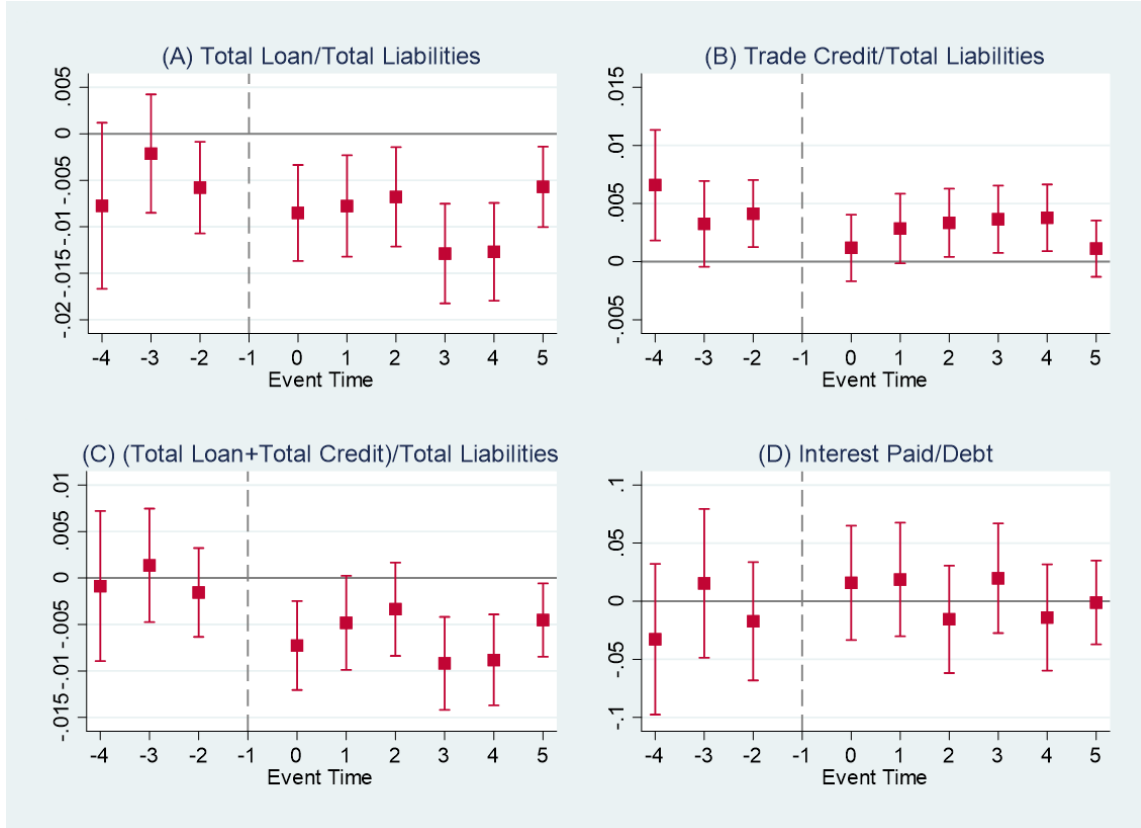 (A) Total Loan/Total Liabilities
.005
0
-.005
-.01
-.015
-.02
-4 -3 -2 -1 0 1 2 3 4 5
Event Time
(B) Trade Credit/Total Liabilities
.015
.01
.005
0
-.005
-4 -3 -2 -1 0 1 2 3 4 5
Event Time
(C) (Total Loan+Total Credit)/Total Liabilities
.01
.005
0
-.005
-.01
-.015
-4 -3 -2 -1 0 1 2 3 4 5
Event Time
(D) Interest Paid/Debt
.1
.05
0
-.05
-.1
-4 -3 -2 -1 0 1 2 3 4 5
Event Time